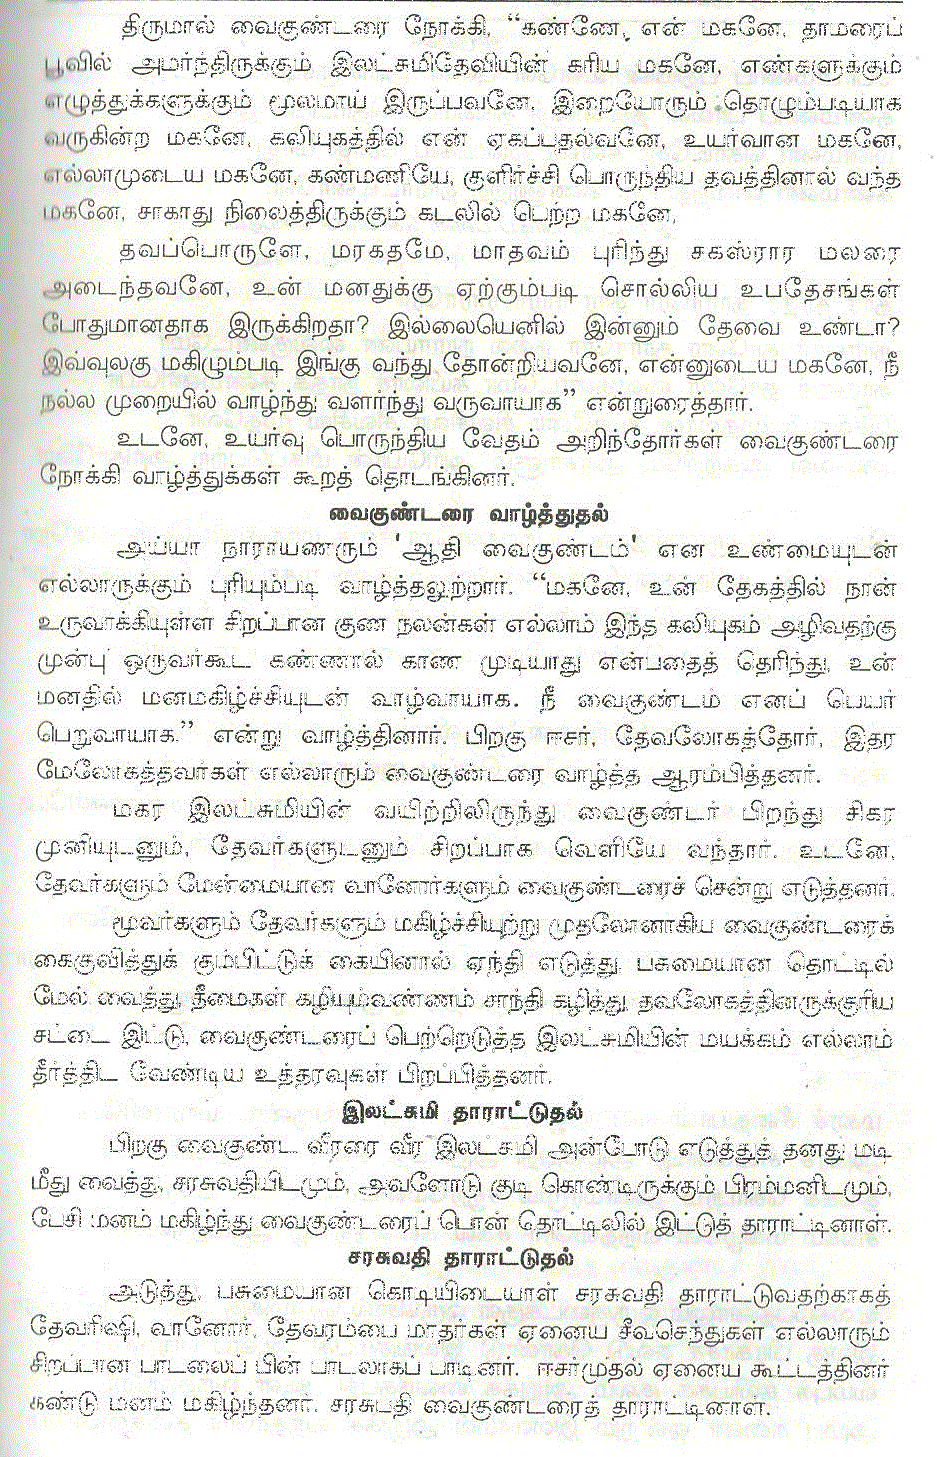 திருமால் வைகுண்டரை நோக்கி, “கண்ணே, என் மகனே, தாமரைப்
பூவில் அமர்ந்திருக்கும் இலட்சுமிதேவியின் கரிய மகனே, எண்களுக்கும்
எழுத்துக்களுக்கும் மூலமாய் இருப்பவனே, இறையோரும் தொழும்படியாக
வருகின்ற மகனே, கலியுகத்தில் என் ஏகப்புதல்வனே, உயர்வான மகனே,
எல்லாமுடைய மகனே, கண்மணியே, குளிர்ச்சி பொருந்திய தவத்தினால் வந்த
மகனே, சாகாது நிலைத்திருக்கும் கடலில் பெற்ற மகனே,
தவப்பொருளே, மரகதமே, மாதவம் புரிந்து சகஸ்ரார மலரை
அடைந்தவனே, உன் மனதுக்கு ஏற்கும்படி சொல்லிய உபதேசங்கள்
போதுமானதாக இருக்கிறதா? இல்லையெனில் இன்னும் தேவை உண்டா?
இவ்வுலகு மகிழும்படி இங்கு வந்து தோன்றியவனே, என்னுடைய மகனே, நீ
நல்ல முறையில் வாழ்ந்து வளர்ந்து வருவாயாக” என்றுரைத்தார்.
உடனே, உயர்வு பொருந்திய வேதம் அறிந்தோர்கள் வைகுண்டரை
நோக்கி வாழ்த்துக்கள் கூறத் தொடங்கினர்.
வைகுண்டரை வாழ்த்துதல்
அய்யா நாராயணரும் 'ஆதி வைகுண்டம்' என உண்மையுடன்
எல்லாருக்கும் புரியும்படி வாழ்த்தலுற்றார். “மகனே, உன் தேகத்தில் நான்
உருவாக்கியுள்ள சிறப்பான குண நலன்கள் எல்லாம் இந்த கலியுகம் அழிவதற்கு
முன்பு ஒருவர்கூட கண்ணால் காண முடியாது என்பதைத் தெரிந்து, உன்
மனதில் மனமகிழ்ச்சியுடன் வாழ்வாயாக. நீ வைகுண்டம் எனப் பெயர்
பெறுவாயாக.” என்று வாழ்த்தினார். பிறகு ஈசர், தேவலோகத்தோர், இதர
மேலோகத்தவர்கள் எல்லாரும் வைகுண்டரை வாழ்த்த ஆரம்பித்தனர்.
மகர இலட்சுமியின் வயிற்றிலிருந்து வைகுண்டர் பிறந்து சிகர
முனியுடனும், தேவர்களுடனும் சிறப்பாக வெளியே வந்தார். உடனே,
தேவர்களும் மேன்மையான வானோர்களும் வைகுண்டரைச் சென்று எடுத்தனர்.
மூவர்களும் தேவர்களும் மகிழ்ச்சியுற்று முதலோனாகிய வைகுண்டரைக்
கைகுவித்துக் கும்பிட்டுக் கையினால் ஏந்தி எடுத்து, பசுமையான தொட்டில்
மேல் வைத்து, தீமைகள் கழியும்வண்ணம் சாந்தி கழித்து, தவலோகத்தினருக்குரிய
சட்டை இட்டு, வைகுண்டரைப் பெற்றெடுத்த இலட்சுமியின் மயக்கம் எல்லாம்
தீர்த்திட வேண்டிய உத்தரவுகள் பிறப்பித்தனர்.
இலட்சுமி தாராட்டுதல்
பிறகு வைகுண்ட வீரரை வீர இலட்சுமி அன்போடு எடுத்துத் தனது மடி
மீது வைத்து, சரசுவதியிடமும், அவளோடு குடி கொண்டிருக்கும் பிரம்மனிடமும்,
பேசி மனம் மகிழ்ந்து வைகுண்டரைப் பொன் தொட்டிலில் இட்டுத் தாராட்டினாள்.
சரசுவதி தாராட்டுதல்
அடுத்து, பசுமையான கொடியிடையாள் சரசுவதி தாராட்டுவதற்காகத்
தேவரிஷி, வானோர், தேவரம்பை மாதர்கள் ஏனைய சீவசெந்துகள் எல்லாரும்
சிறப்பான பாடலைப் பின் பாடலாகப் பாடினர். ஈசர்முதல் ஏனைய கூட்டத்தினர்
கண்டு மனம் மகிழ்ந்தனர். சரசுபதி வைகுண்டரைத் தாராட்டினாள்.